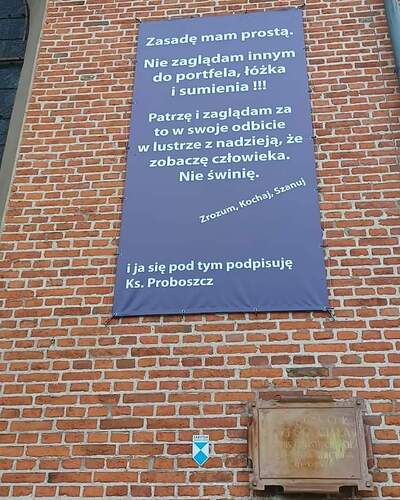 Zasadę mam prostą.
Nie zaglądam innym
do portfela, łóżka
i sumienia !!!
Patrzę i zaglądam za
to w swoje odbicie
w lustrze z nadzieją, że
zobaczę człowieka.
Nie świnię.
Zrozum, Kochaj, Szanuj
i ja się pod tym podpisuję
Ks. Proboszcz